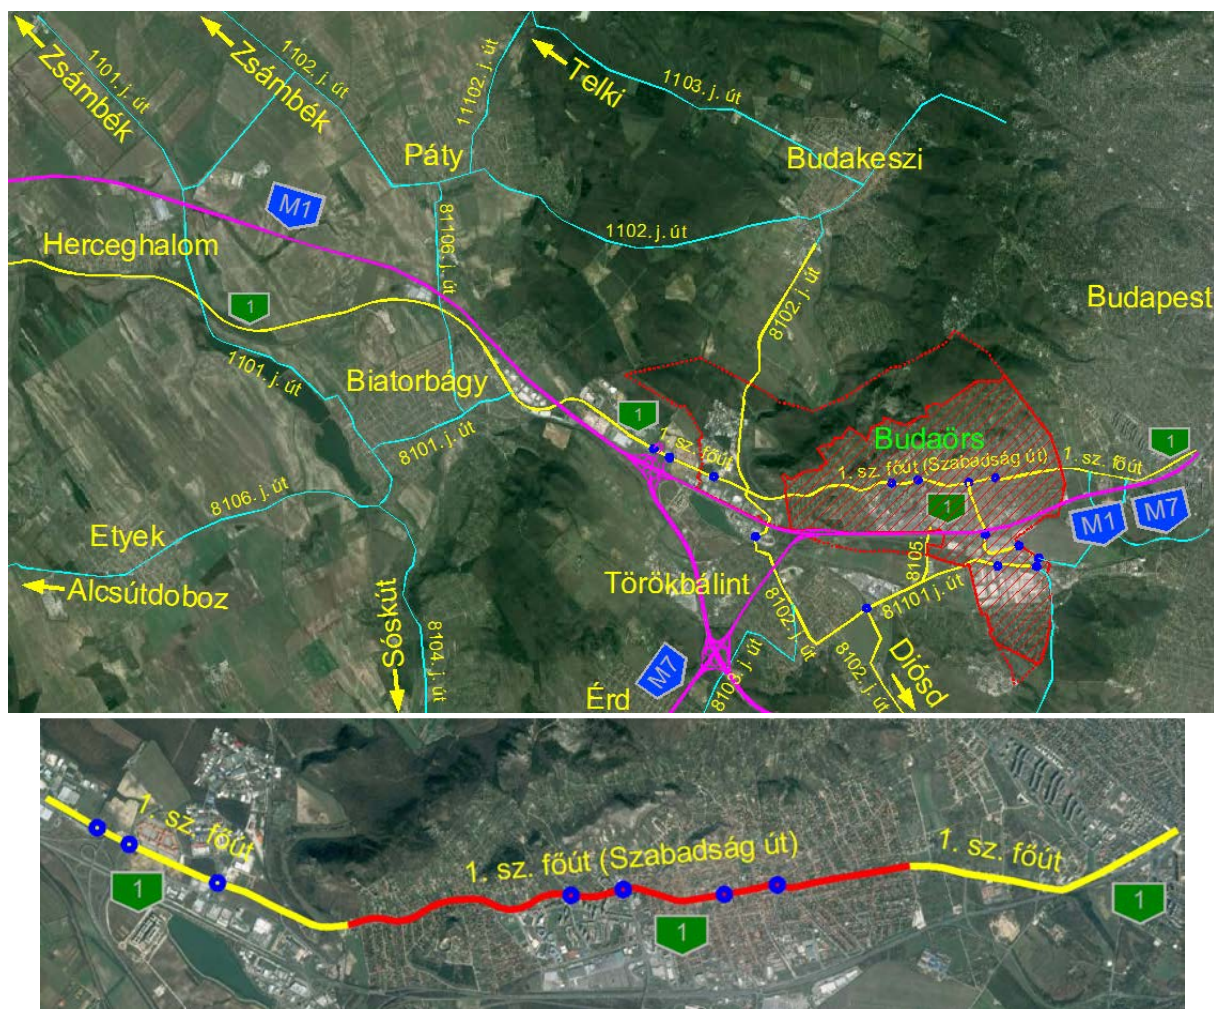 Zsámbék
1101. j. út
Zsámbék
1102. j. út
11102. j. út
Telki
1103. j. út
Páty
Budakeszi
M1
81106. j. út
1102. j. út
Herceghalom
1
8102. j. út
Budapest
1101. j. út
Biatorbágy
8101. j. út
1
1. sz. főút
Budaörs
1. sz. főút (Szabadság út)
1. sz. főút
1
1
M1
M7
8106. j. út
Etyek
Alcsútdoboz
Sóskút
8104. j. út
Törökbálint
8105
81101 j. út
8102. j. út
8103. j. út
8102. j. út
Diósd
M7
Érd
1. sz. főút
1
1. sz. főút (Szabadság út)
1
1. sz. főút
1